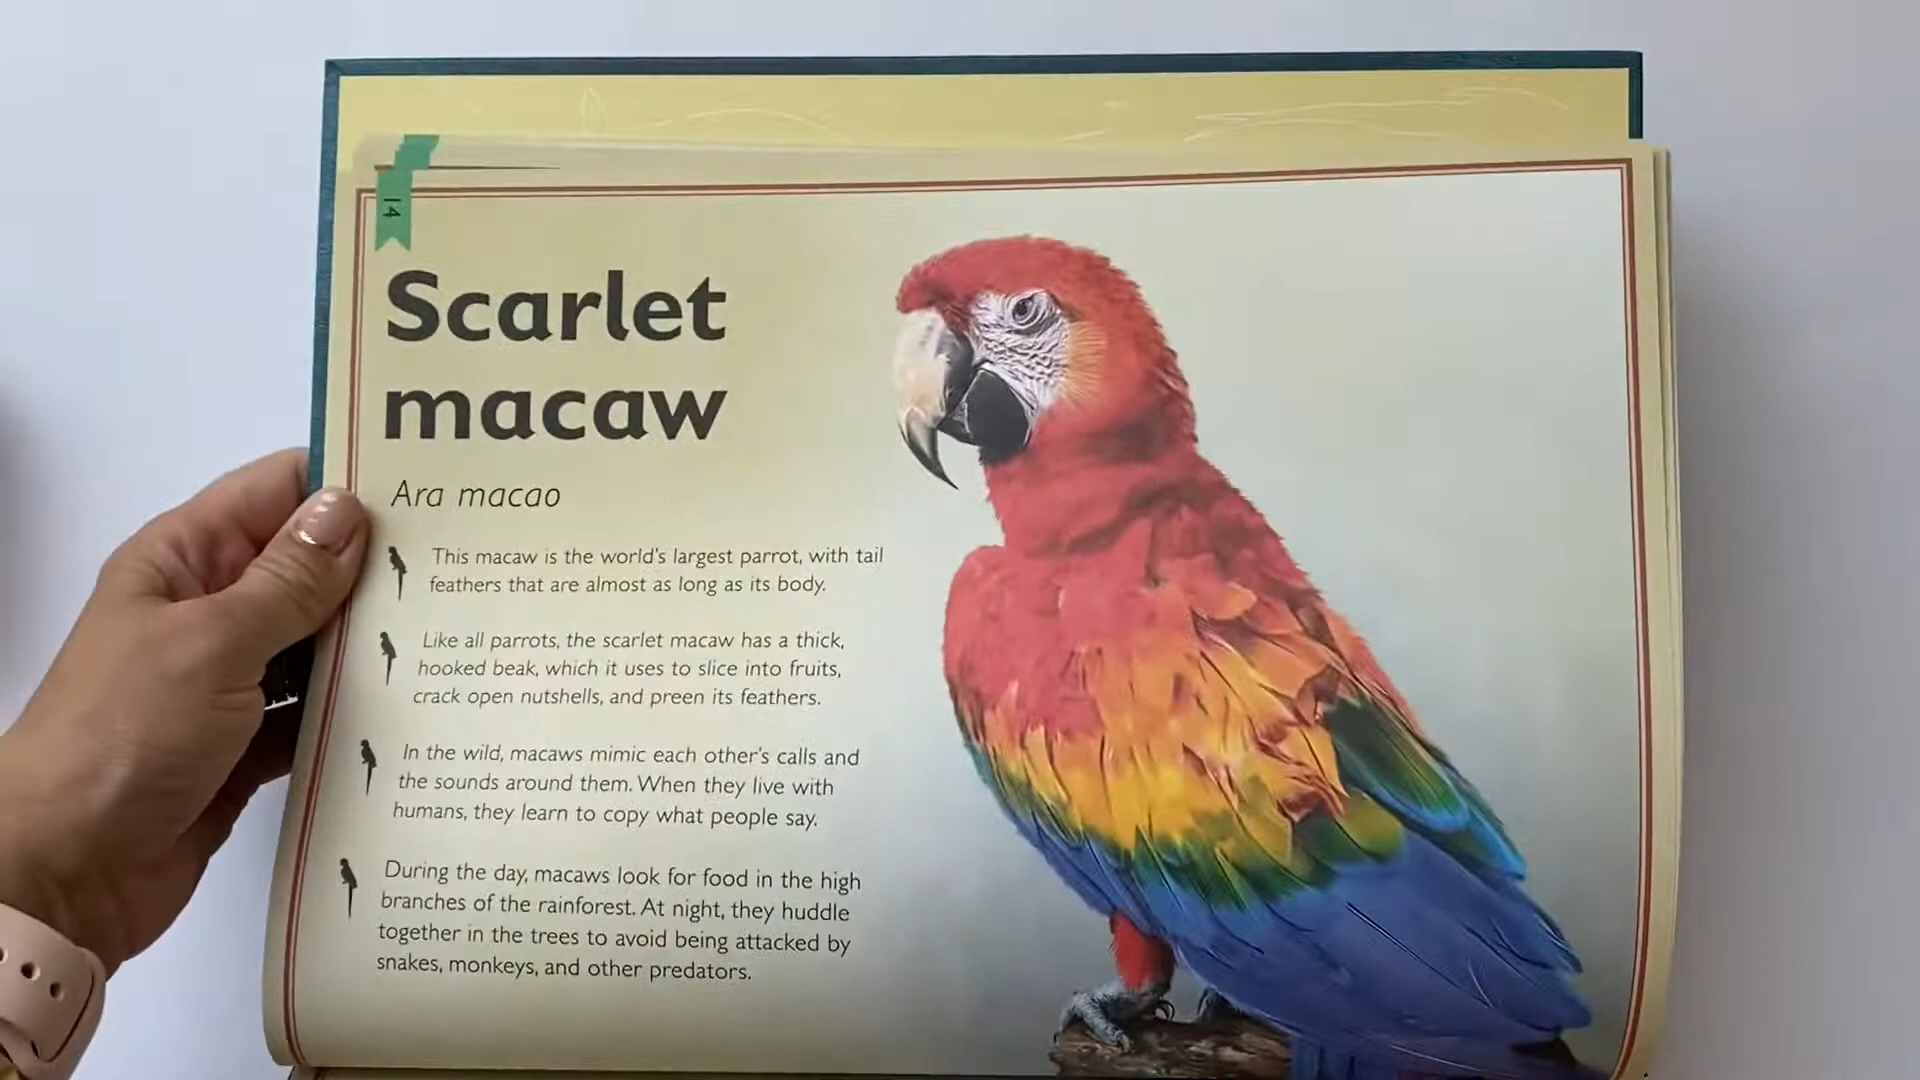 14
Scarlet
macaw
Ara macao
This macaw is the world's largest parrot, with tail
feathers that are almost as long as its body.
Like all parrots, the scarlet macaw has a thick,
hooked beak, which it uses to slice into fruits,
crack open nutshells, and preen its feathers.
In the wild, macaws mimic each other's calls and
the sounds around them. When they live with
humans, they learn to copy what people say.
During the day, macaws look for food in the high
branches of the rainforest. At night, they huddle
together in the trees to avoid being attacked by
snakes, monkeys, and other predators.